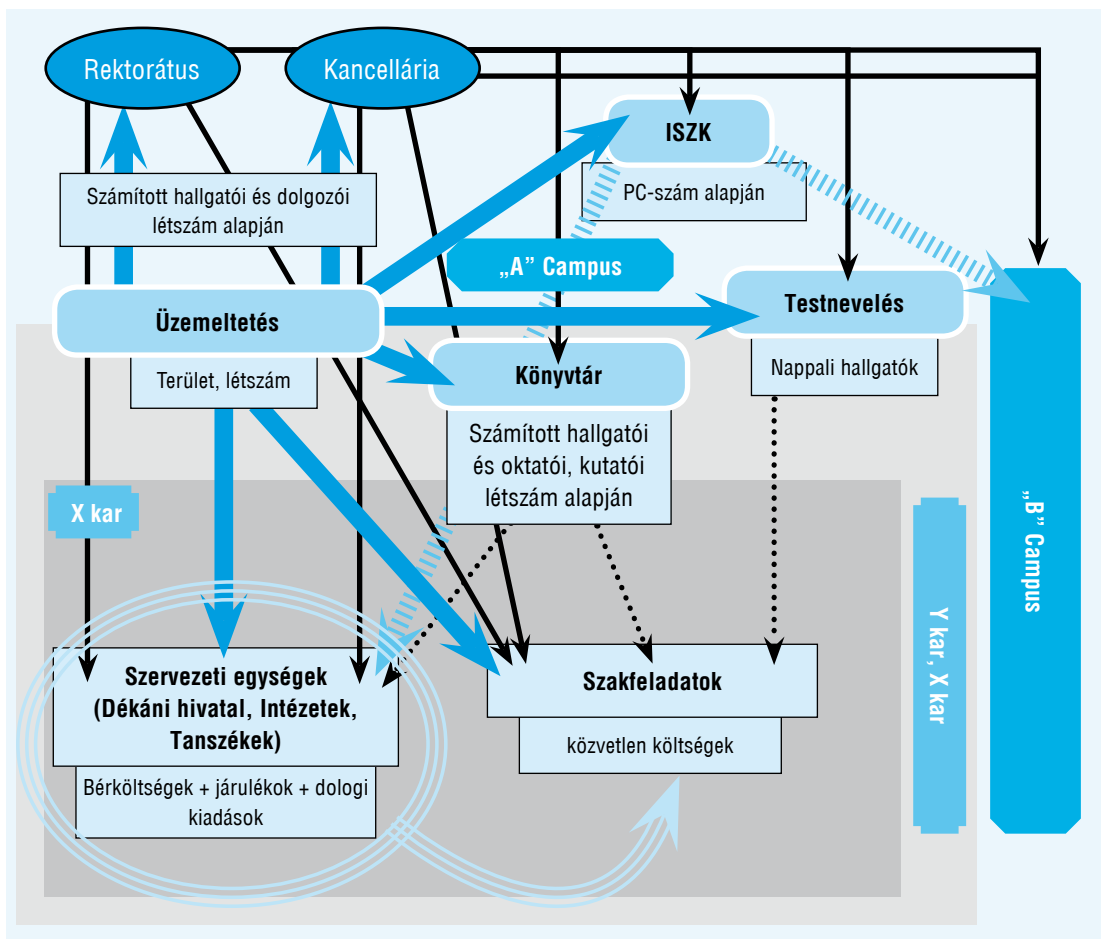 Rektorátus
Kancellária
ISZK
PC-szám alapján
Számított hallgatói és dolgozói
létszám alapján
„A” Campus
Üzemeltetés
Terület, létszám
Testnevelés
Nappali hallgatók
Könyvtár
Számított hallgatói
és oktatói, kutatói
létszám alapján
X kar
Y kar, X kar
„B” Campus
Szervezeti egységek
(Dékáni hivatal, Intézetek,
Tanszékek)
Bérköltségek + járulékok + dologi
kiadások
Szakfeladatok
közvetlen költségek